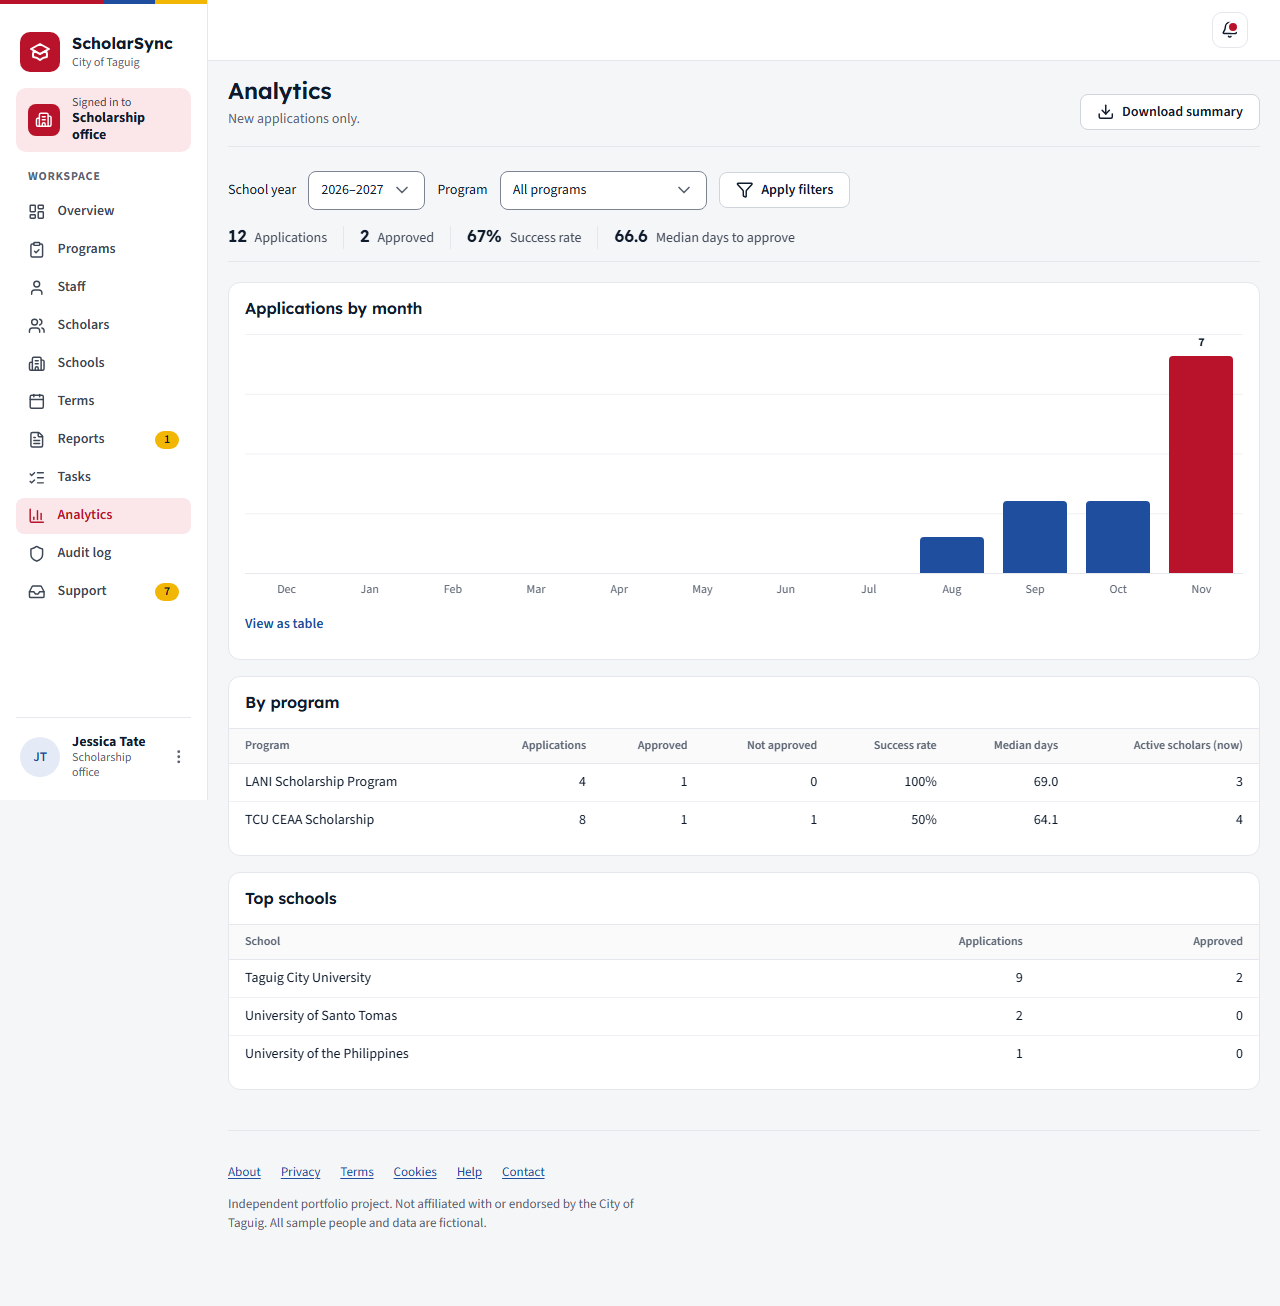 ScholarSync
City of Taguig
Signed in to
Scholarship
office
WORKSPACE
Overview
Programs
Staff
Scholars
Schools
Terms
Reports 1
Tasks
Analytics
Audit log
Support 7
JT
Jessica Tate
Scholarship
office
Analytics
New applications only.
Download summary
School year 2026–2027 Program All programs Apply filters
12 Applications 2 Approved 67% Success rate 66.6 Median days to approve
Applications by month
7
Dec Jan Feb Mar Apr May Jun Jul Aug Sep Oct Nov
View as table
By program
Program Applications Approved Not approved Success rate Median days Active scholars (now)
LANI Scholarship Program 4 1 0 100% 69.0 3
TCU CEAA Scholarship 8 1 1 50% 64.1 4
Top schools
School Applications Approved
Taguig City University 9 2
University of Santo Tomas 2 0
University of the Philippines 1 0
About Privacy Terms Cookies Help Contact
Independent portfolio project. Not affiliated with or endorsed by the City of
Taguig. All sample people and data are fictional.